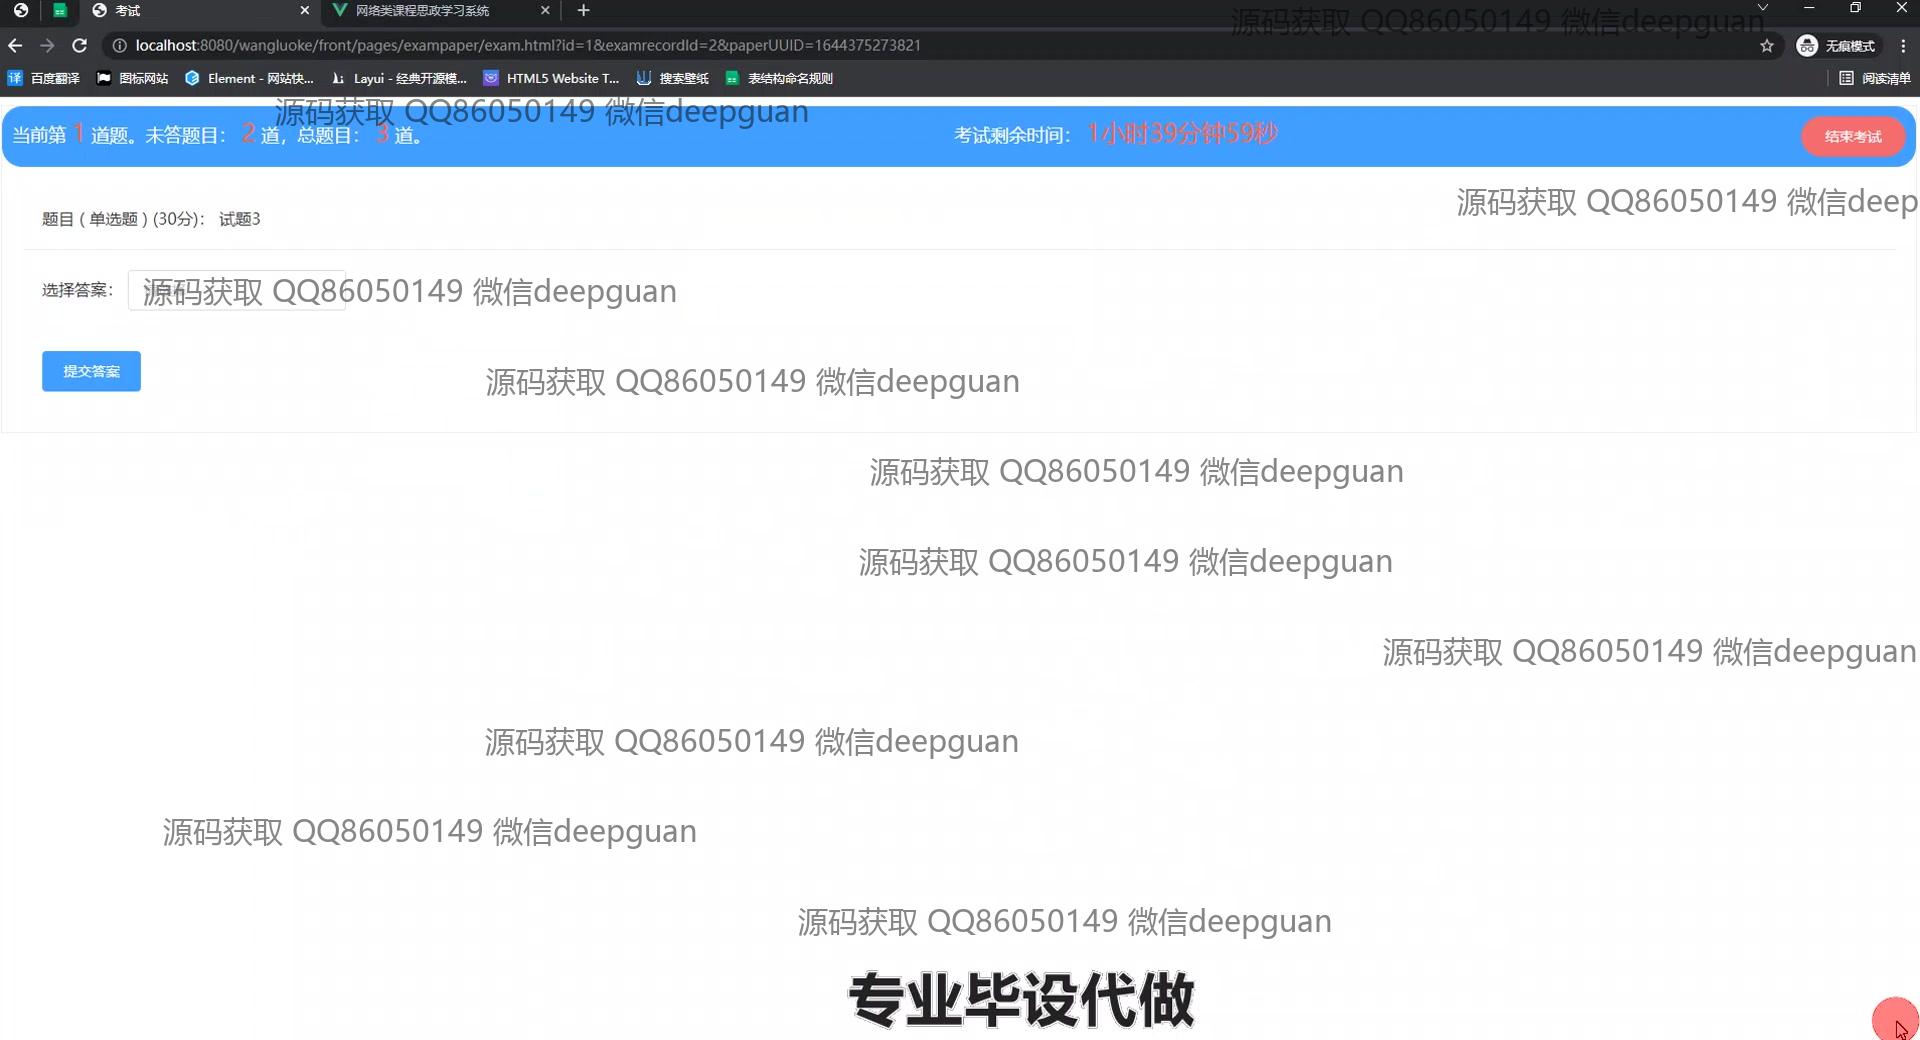 考试
网络类课程思政学习系统
源码获取 QQ86050149 微信deepguan
localhost:8080/wangluoke/front/pages/exampaper/exam.html?id=1&examrecordId=2&paperUUID=1644375273821
无痕模式
百度翻译
图标网站
Element - 网站快...
Layui - 经典开源模...
HTML5 Website T...
搜索壁纸
表结构命名规则
阅读清单
源码获取 QQ86050149 微信deepguan
当前第 1 道题。未答题目： 2 道，总题目： 3 道。
考试剩余时间： 1小时39分钟59秒
结束考试
源码获取 QQ86050149 微信deep
题目 ( 单选题 ) (30分)： 试题3
选择答案：
源码获取 QQ86050149 微信deepguan
提交答案
源码获取 QQ86050149 微信deepguan
源码获取 QQ86050149 微信deepguan
源码获取 QQ86050149 微信deepguan
源码获取 QQ86050149 微信deepguan
源码获取 QQ86050149 微信deepguan
源码获取 QQ86050149 微信deepguan
源码获取 QQ86050149 微信deepguan
专业毕设代做